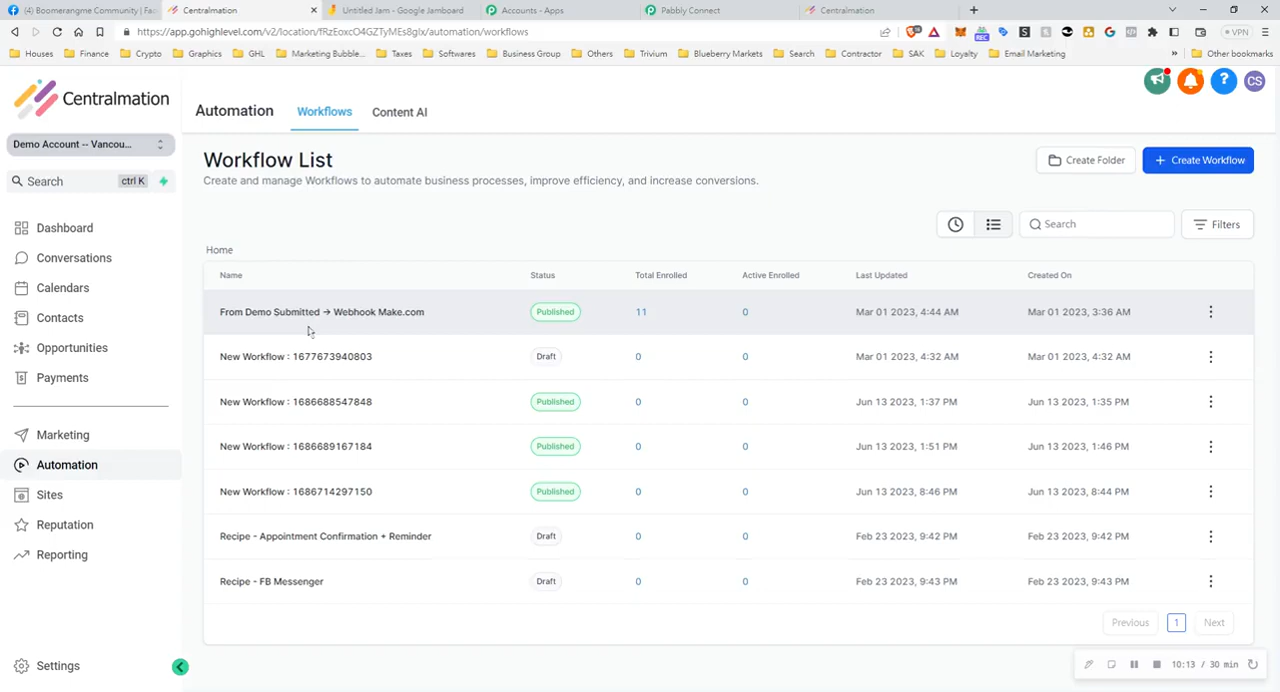 (4) Boomerangme Community | Fac
Centralmation
Untitled Jam - Google Jamboard
Accounts - Apps
Pabbly Connect
Centralmation
https://app.gohighlevel.com/v2/location/fRzEoxcO4GZTyMEs8glx/automation/workflows
VPN
Houses
Finance
Crypto
Graphics
GHL
Marketing Bubble...
Taxes
Softwares
Business Group
Others
Trivium
Blueberry Markets
Search
Contractor
SAK
Loyalty
Email Marketing
Other bookmarks
Centralmation
Automation
Workflows
Content AI
CS
Demo Account -- Vancou...
Search
ctrl K
Dashboard
Conversations
Calendars
Contacts
Opportunities
Payments
Marketing
Automation
Sites
Reputation
Reporting
Settings
Workflow List
Create and manage Workflows to automate business processes, improve efficiency, and increase conversions.
Create Folder
+ Create Workflow
Search
Filters
Home
Name Status Total Enrolled Active Enrolled Last Updated Created On
From Demo Submitted → Webhook Make.com Published 11 0 Mar 01 2023, 4:44 AM Mar 01 2023, 3:36 AM
New Workflow : 1677673940803 Draft 0 0 Mar 01 2023, 4:32 AM Mar 01 2023, 4:32 AM
New Workflow : 1686688547848 Published 0 0 Jun 13 2023, 1:37 PM Jun 13 2023, 1:35 PM
New Workflow : 1686689167184 Published 0 0 Jun 13 2023, 1:51 PM Jun 13 2023, 1:46 PM
New Workflow : 1686714297150 Published 0 0 Jun 13 2023, 8:46 PM Jun 13 2023, 8:44 PM
Recipe - Appointment Confirmation + Reminder Draft 0 0 Feb 23 2023, 9:42 PM Feb 23 2023, 9:42 PM
Recipe - FB Messenger Draft 0 0 Feb 23 2023, 9:43 PM Feb 23 2023, 9:43 PM
Previous 1 Next
10:13 / 30 min